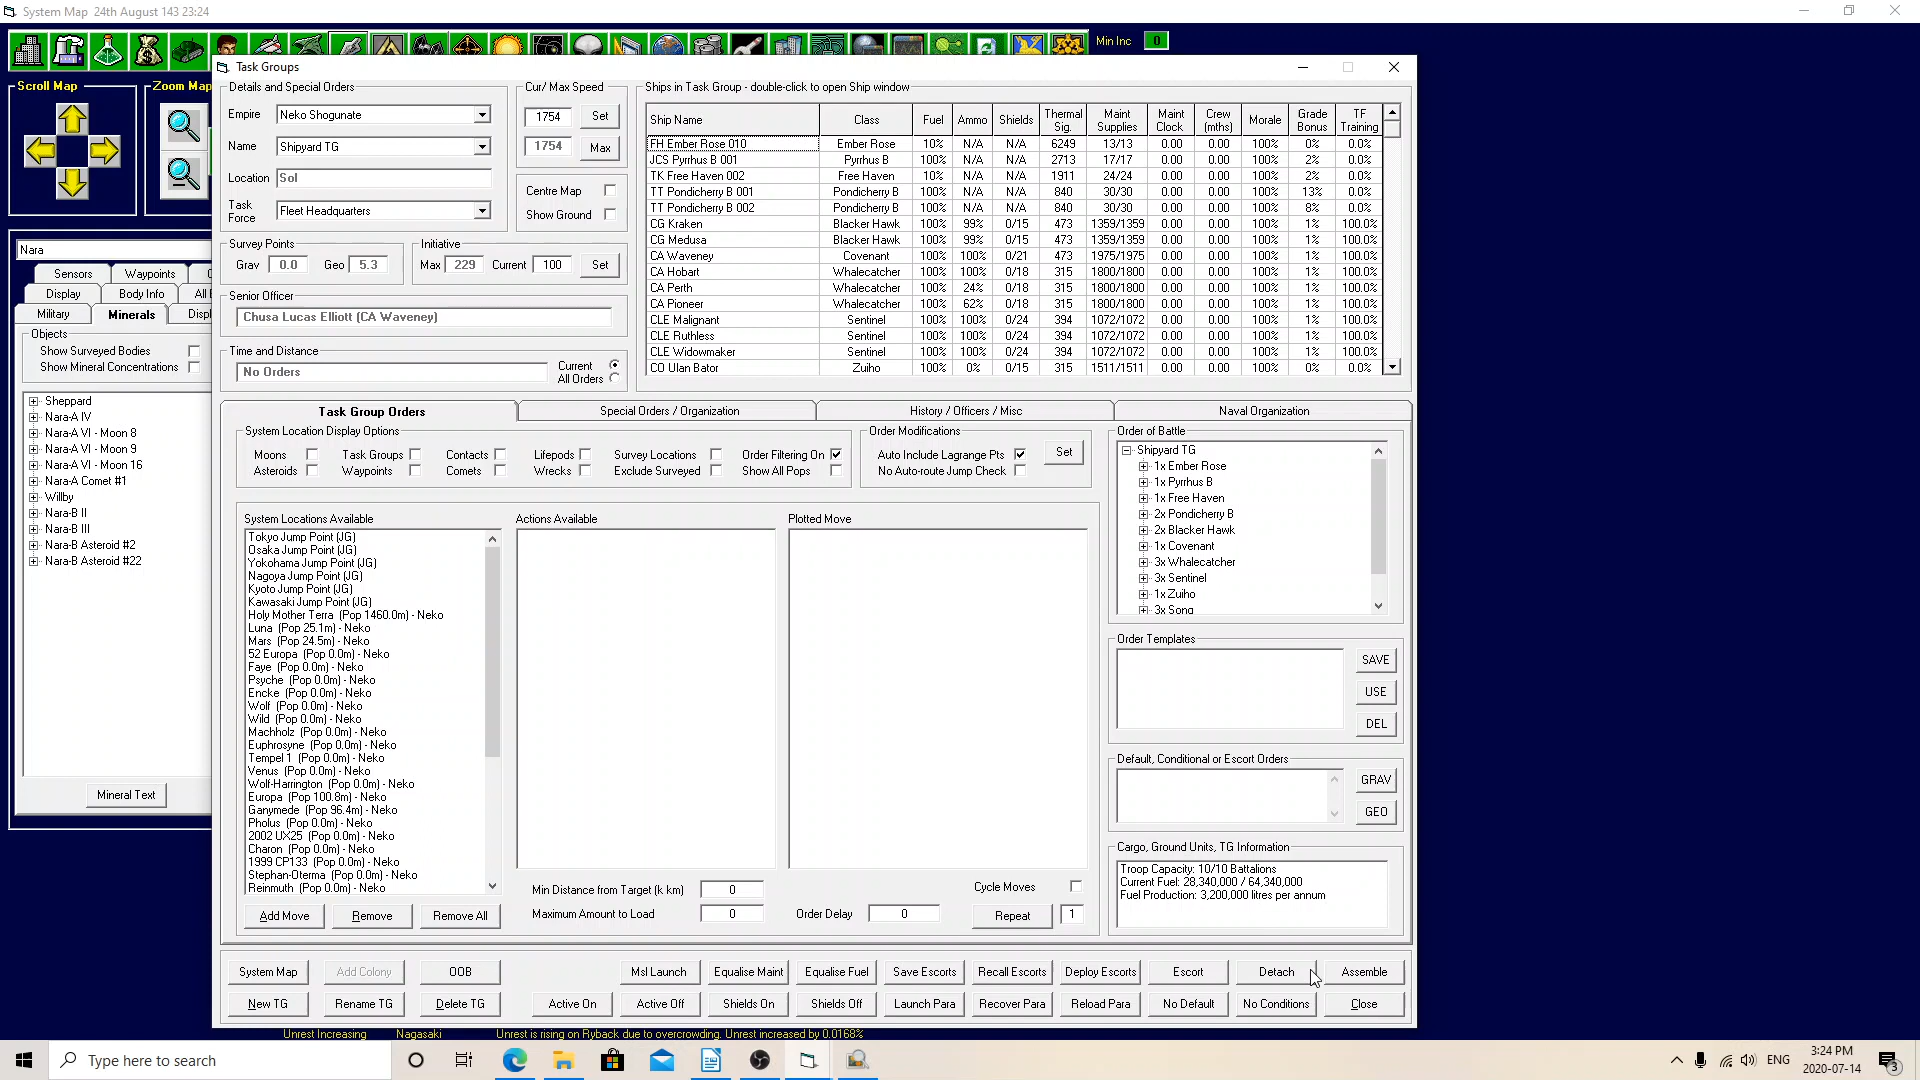 System Map  24th August 143 23:24
Min Inc 0
Scroll Map
Zoom Map
Nara
Sensors Waypoints
Display Body Info All
Military Minerals Displ
Objects
Show Surveyed Bodies
Show Mineral Concentrations
Sheppard
Nara-A IV
Nara-A VI - Moon 8
Nara-A VI - Moon 9
Nara-A VI - Moon 16
Nara-A Comet #1
Willby
Nara-B II
Nara-B III
Nara-B Asteroid #2
Nara-B Asteroid #22
Mineral Text
Task Groups
Details and Special Orders
Empire Neko Shogunate
Name Shipyard TG
Location Sol
Task Force Fleet Headquarters
Cur/ Max Speed
1754 Set
1754 Max
Centre Map
Show Ground
Survey Points
Grav 0.0 Geo 5.3
Initiative
Max 229 Current 100 Set
Senior Officer
Chusa Lucas Elliott (CA Waveney)
Time and Distance
No Orders
Current
All Orders
Ships in Task Group - double-click to open Ship window
Ship Name Class Fuel Ammo Shields Thermal Sig. Maint Supplies Maint Clock Crew (mths) Morale Grade Bonus TF Training
FH Ember Rose 010 Ember Rose 10% N/A N/A 6249 13/13 0.00 0.00 100% 0% 0.0%
JCS Pyrrhus B 001 Pyrrhus B 100% N/A N/A 2713 17/17 0.00 0.00 100% 2% 0.0%
TK Free Haven 002 Free Haven 10% N/A N/A 1911 24/24 0.00 0.00 100% 2% 0.0%
TT Pondicherry B 001 Pondicherry B 100% N/A N/A 840 30/30 0.00 0.00 100% 13% 0.0%
TT Pondicherry B 002 Pondicherry B 100% N/A N/A 840 30/30 0.00 0.00 100% 8% 0.0%
CG Kraken Blacker Hawk 100% 99% 0/15 473 1359/1359 0.00 0.00 100% 1% 100.0%
CG Medusa Blacker Hawk 100% 99% 0/15 473 1359/1359 0.00 0.00 100% 1% 100.0%
CA Waveney Covenant 100% 100% 0/21 473 1975/1975 0.00 0.00 100% 1% 100.0%
CA Hobart Whalecatcher 100% 100% 0/18 315 1800/1800 0.00 0.00 100% 1% 100.0%
CA Perth Whalecatcher 100% 24% 0/18 315 1800/1800 0.00 0.00 100% 1% 100.0%
CA Pioneer Whalecatcher 100% 62% 0/18 315 1800/1800 0.00 0.00 100% 1% 100.0%
CLE Malignant Sentinel 100% 100% 0/24 394 1072/1072 0.00 0.00 100% 1% 100.0%
CLE Ruthless Sentinel 100% 100% 0/24 394 1072/1072 0.00 0.00 100% 1% 100.0%
CLE Widowmaker Sentinel 100% 100% 0/24 394 1072/1072 0.00 0.00 100% 1% 100.0%
CO Ulan Bator Zuiho 100% 0% 0/15 315 1511/1511 0.00 0.00 100% 0% 0.0%
Task Group Orders Special Orders / Organization History / Officers / Misc Naval Organization
System Location Display Options
Moons Task Groups Contacts Lifepods Survey Locations Order Filtering On
Asteroids Waypoints Comets Wrecks Exclude Surveyed Show All Pops
Order Modifications
Auto Include Lagrange Pts Set
No Auto-route Jump Check
System Locations Available
Tokyo Jump Point (JG)
Osaka Jump Point (JG)
Yokohama Jump Point (JG)
Nagoya Jump Point (JG)
Kyoto Jump Point (JG)
Kawasaki Jump Point (JG)
Holy Mother Terra  (Pop 1460.0m) - Neko
Luna  (Pop 25.1m) - Neko
Mars  (Pop 24.5m) - Neko
52 Europa  (Pop 0.0m) - Neko
Faye  (Pop 0.0m) - Neko
Psyche  (Pop 0.0m) - Neko
Encke  (Pop 0.0m) - Neko
Wolf  (Pop 0.0m) - Neko
Wild  (Pop 0.0m) - Neko
Machholz  (Pop 0.0m) - Neko
Euphrosyne  (Pop 0.0m) - Neko
Tempel 1  (Pop 0.0m) - Neko
Venus  (Pop 0.0m) - Neko
Wolf-Harrington  (Pop 0.0m) - Neko
Europa  (Pop 100.8m) - Neko
Ganymede  (Pop 96.4m) - Neko
Pholus  (Pop 0.0m) - Neko
2002 UX25  (Pop 0.0m) - Neko
Charon  (Pop 0.0m) - Neko
1999 CP133  (Pop 0.0m) - Neko
Stephan-Oterma  (Pop 0.0m) - Neko
Reinmuth  (Pop 0.0m) - Neko
Add Move Remove Remove All
Actions Available
Plotted Move
Min Distance from Target (k km) 0
Maximum Amount to Load 0
Order Delay 0
Cycle Moves
Repeat 1
Order of Battle
Shipyard TG
1x Ember Rose
1x Pyrrhus B
1x Free Haven
2x Pondicherry B
2x Blacker Hawk
1x Covenant
3x Whalecatcher
3x Sentinel
1x Zuiho
3x Song
Order Templates
SAVE
USE
DEL
Default, Conditional or Escort Orders
GRAV
GEO
Cargo, Ground Units, TG Information
Troop Capacity: 10/10 Battalions
Current Fuel: 28,340,000 / 64,340,000
Fuel Production: 3,200,000 litres per annum
System Map Add Colony OOB Msl Launch Equalise Maint Equalise Fuel Save Escorts Recall Escorts Deploy Escorts Escort Detach Assemble
New TG Rename TG Delete TG Active On Active Off Shields On Shields Off Launch Para Recover Para Reload Para No Default No Conditions Close
Unrest Increasing Nagasaki Unrest is rising on Ryback due to overcrowding. Unrest increased by 0.0168%
Type here to search
ENG
3:24 PM
2020-07-14
3